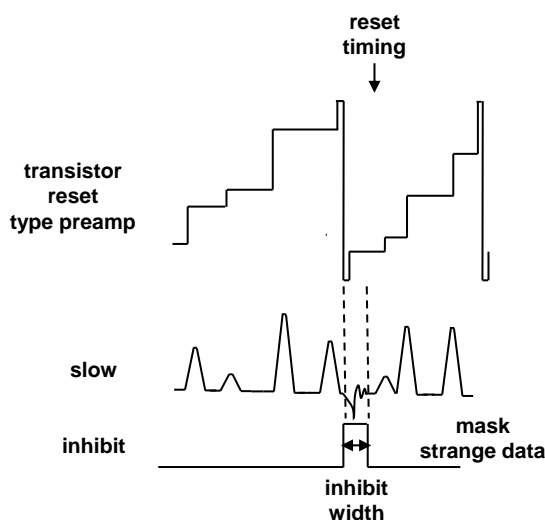 reset
timing
transistor
reset
type preamp
slow
inhibit
mask
strange data
inhibit
width